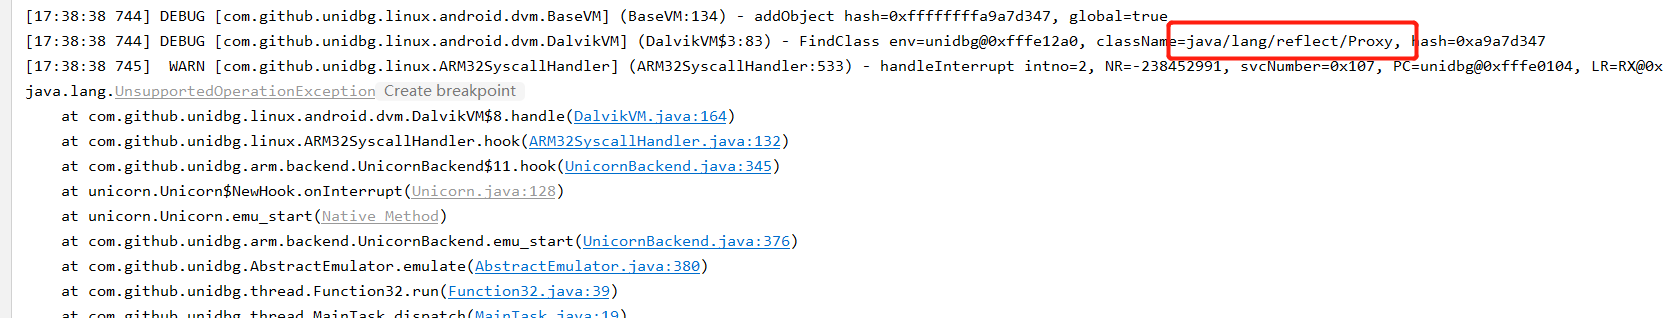 [17:38:38 744] DEBUG [com.github.unidbg.linux.android.dvm.BaseVM] (BaseVM:134) - addObject hash=0xffffffffa9a7d347, global=true
[17:38:38 744] DEBUG [com.github.unidbg.linux.android.dvm.DalvikVM] (DalvikVM$3:83) - FindClass env=unidbg@0xfffe12a0, className=java/lang/reflect/Proxy, hash=0xa9a7d347
[17:38:38 745]  WARN [com.github.unidbg.linux.ARM32SyscallHandler] (ARM32SyscallHandler:533) - handleInterrupt intno=2, NR=-238452991, svcNumber=0x107, PC=unidbg@0xfffe0104, LR=RX@0x
java.lang.UnsupportedOperationException Create breakpoint
at com.github.unidbg.linux.android.dvm.DalvikVM$8.handle(DalvikVM.java:164)
at com.github.unidbg.linux.ARM32SyscallHandler.hook(ARM32SyscallHandler.java:132)
at com.github.unidbg.arm.backend.UnicornBackend$11.hook(UnicornBackend.java:345)
at unicorn.Unicorn$NewHook.onInterrupt(Unicorn.java:128)
at unicorn.Unicorn.emu_start(Native Method)
at com.github.unidbg.arm.backend.UnicornBackend.emu_start(UnicornBackend.java:376)
at com.github.unidbg.AbstractEmulator.emulate(AbstractEmulator.java:380)
at com.github.unidbg.thread.Function32.run(Function32.java:39)
at com.github.unidbg.thread.MainTask.dispatch(MainTask.java:19)